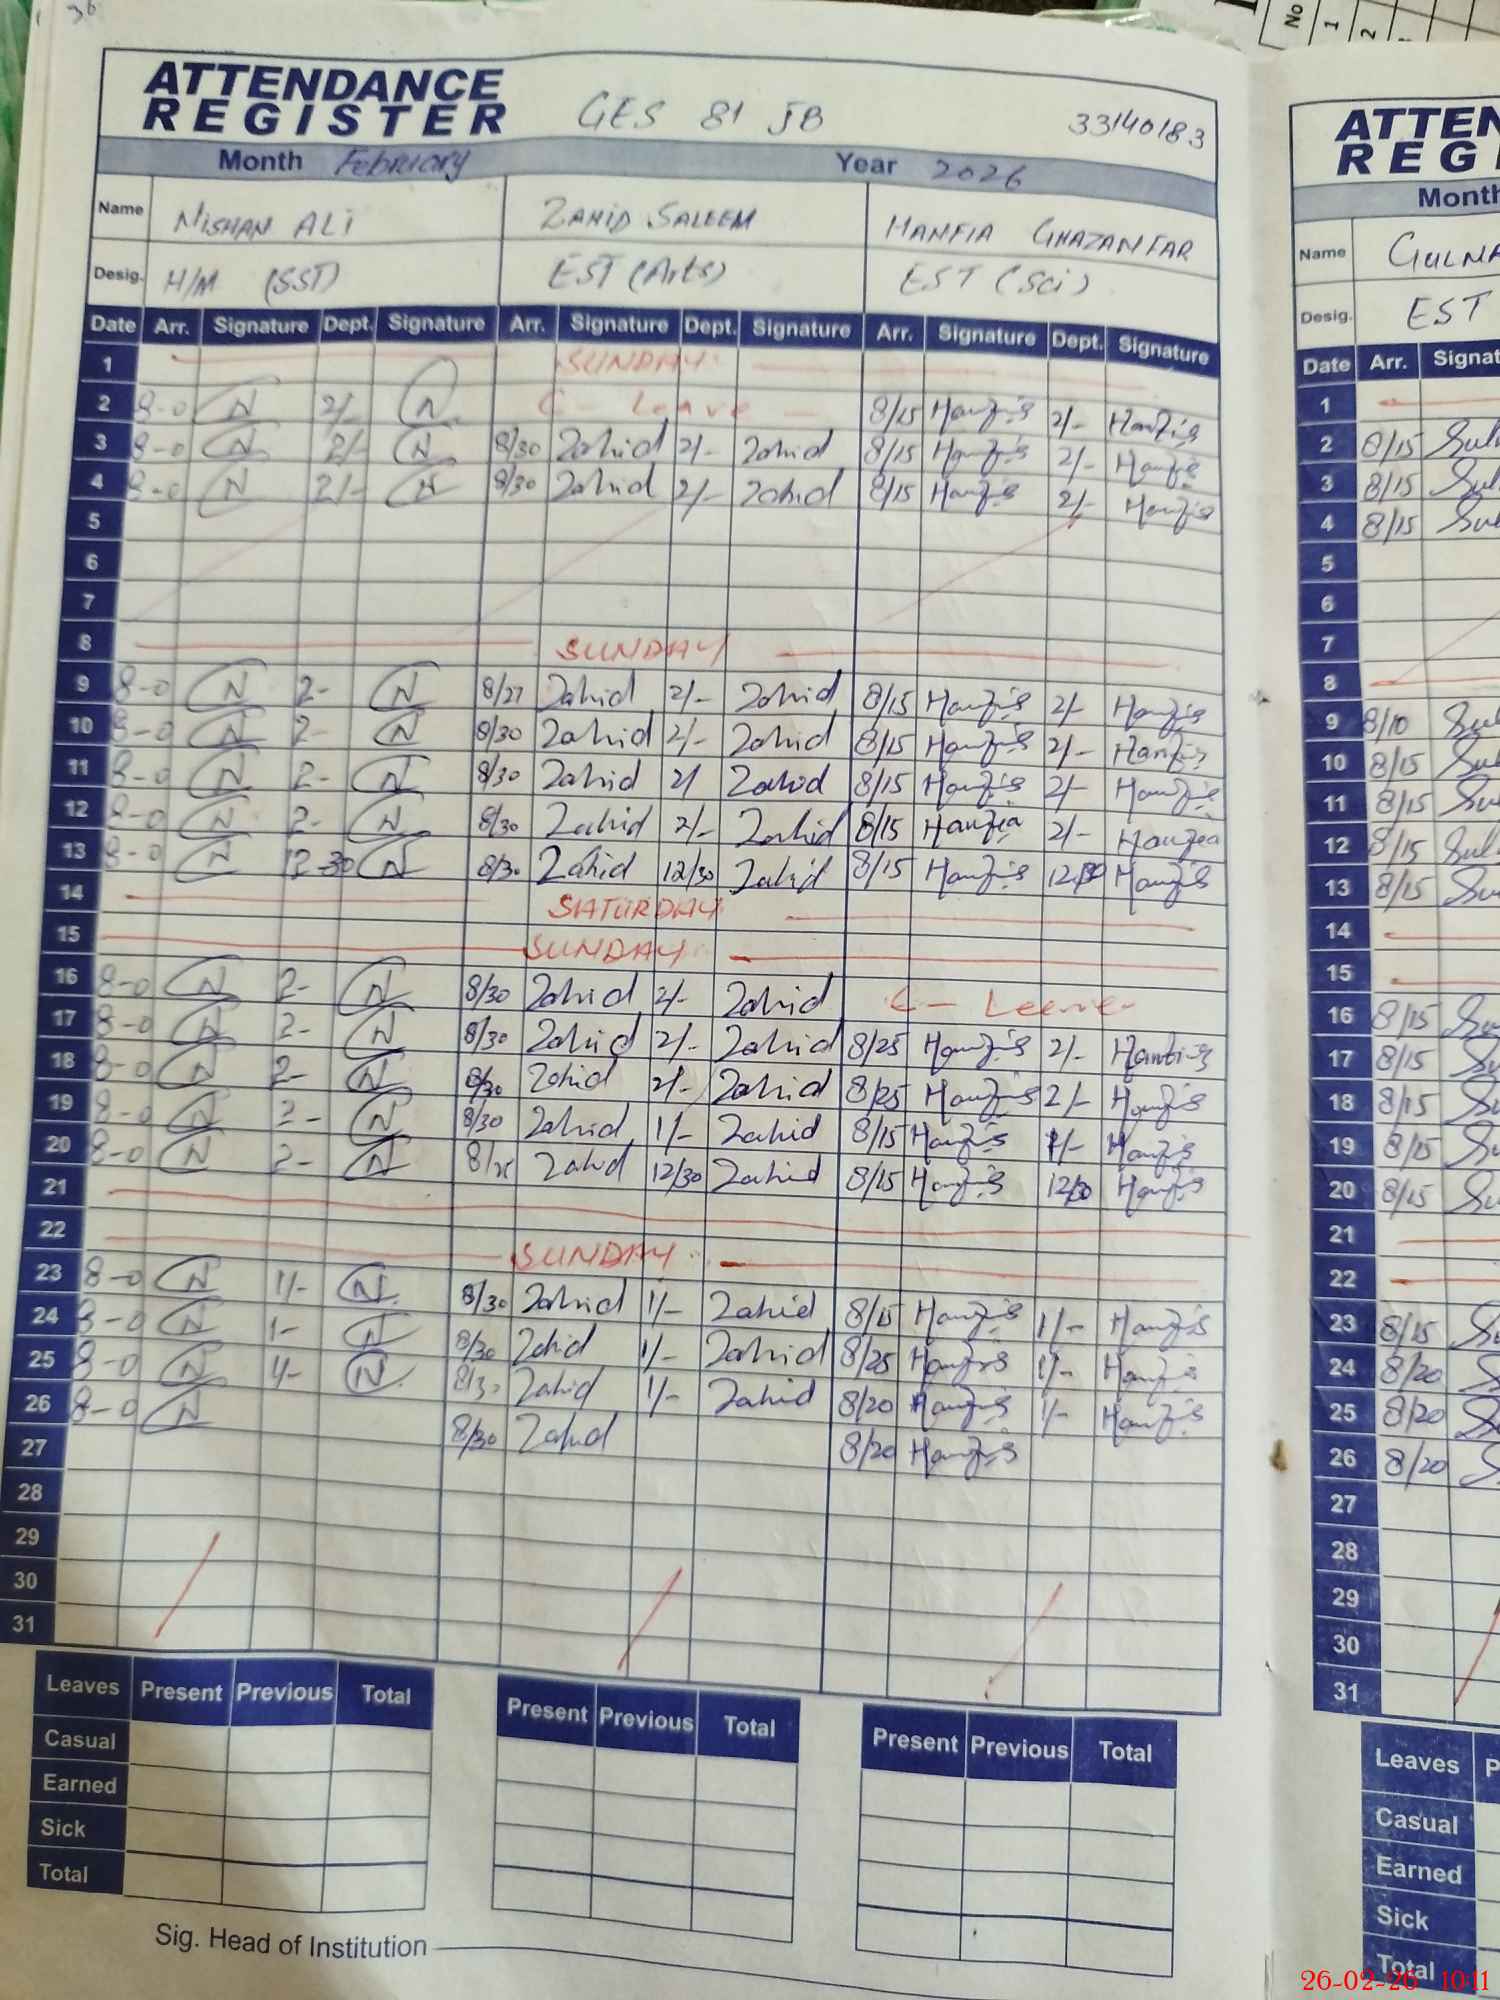 36
No
1
2
ATTENDANCE REGISTER GES 81 JB 33140183
Month February Year 2026
Name NISHAN ALI ZAHID SALEEM HANFIA GHAZANFAR
Desig. H/M (SST) EST (Arts) EST (Sci)
Date Arr. Signature Dept. Signature Arr. Signature Dept. Signature Arr. Signature Dept. Signature
1 SUNDAY
2 8-0 N 2/- N C - Leave - 8/15 Hanfia 2/- Hanfia
3 8-0 N 2/- N 8/30 Zahid 2/- Zahid 8/15 Hanfia 2/- Hanfia
4 8-0 N 2/- N 8/30 Zahid 2/- Zahid 8/15 Hanfia 2/- Hanfia
5
6
7
8 SUNDAY
9 8-0 N 2- N 8/27 Zahid 2/- Zahid 8/15 Hanfia 2/- Hanfia
10 8-0 N 2- N 8/30 Zahid 2/- Zahid 8/15 Hanfia 2/- Hanfia
11 8-0 N 2- N 8/30 Zahid 2/ Zahid 8/15 Hanfia 2/- Hanfia
12 8-0 N 2- N 8/30 Zahid 2/- Zahid 8/15 Hanfia 2/- Hanfia
13 8-0 N 12-30 N 8/30 Zahid 12/30 Zahid 8/15 Hanfia 12/30 Hanfia
14 SATURDAY
15 SUNDAY
16 8-0 N 2- N 8/30 Zahid 2/- Zahid C - Leave-
17 8-0 N 2- N 8/30 Zahid 2/- Zahid 8/25 Hanfia 2/- Hanfia
18 8-0 N 2- N 8/30 Zahid 2/- Zahid 8/25 Hanfia 2/- Hanfia
19 8-0 N 2- N 8/30 Zahid 1/- Zahid 8/15 Hanfia 1/- Hanfia
20 8-0 N 2- N Zahid 12/30 Zahid 8/15 Hanfia 12/30 Hanfia
21
22 SUNDAY
23 8-0 N 1/- N 8/30 Zahid 1/- Zahid 8/15 Hanfia 1/- Hanfia
24 8-0 N 1- N 8/30 Zahid 1/- Zahid 8/25 Hanfia 1/- Hanfia
25 8-0 N 1/- N 8/30 Zahid 1/- Zahid 8/20 Hanfia 1/- Hanfia
26 8-0 N 8/30 Zahid 8/20 Hanfia
27
28
29
30
31
Leaves Present Previous Total Present Previous Total Present Previous Total
Casual
Earned
Sick
Total
Sig. Head of Institution
ATTEN
REG
Month
Name GULNA
Desig. EST
Date Arr. Signat
1
2 8/15
3 8/15
4 8/15
5
6
7
8
9 8/10
10 8/15
11 8/15
12 8/15
13 8/15
14
15
16 8/15
17 8/15
18 8/15
19 8/15
20 8/15
21
22
23 8/15
24 8/20
25 8/20
26 8/20
27
28
29
30
31
Leaves P
Casual
Earned
Sick
Total
26-02-26 10:11